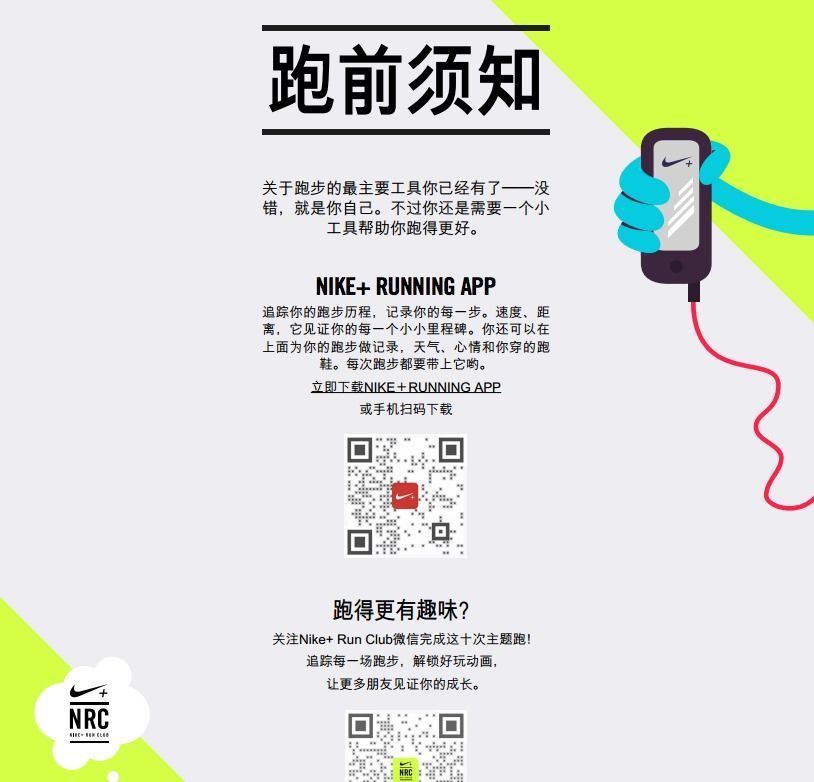 跑前须知
关于跑步的最主要工具你已经有了——没
错，就是你自己。不过你还是需要一个小
工具帮助你跑得更好。
NIKE+ RUNNING APP
追踪你的跑步历程，记录你的每一步。速度、距
离，它见证你的每一个小小里程碑。你还可以在
上面为你的跑步做记录，天气、心情和你穿的跑
鞋。每次跑步都要带上它哟。
立即下载NIKE＋RUNNING APP
或手机扫码下载
跑得更有趣味?
关注Nike+ Run Club微信完成这十次主题跑!
追踪每一场跑步，解锁好玩动画，
让更多朋友见证你的成长。
NRC
NIKE+ RUN CLUB
NRC